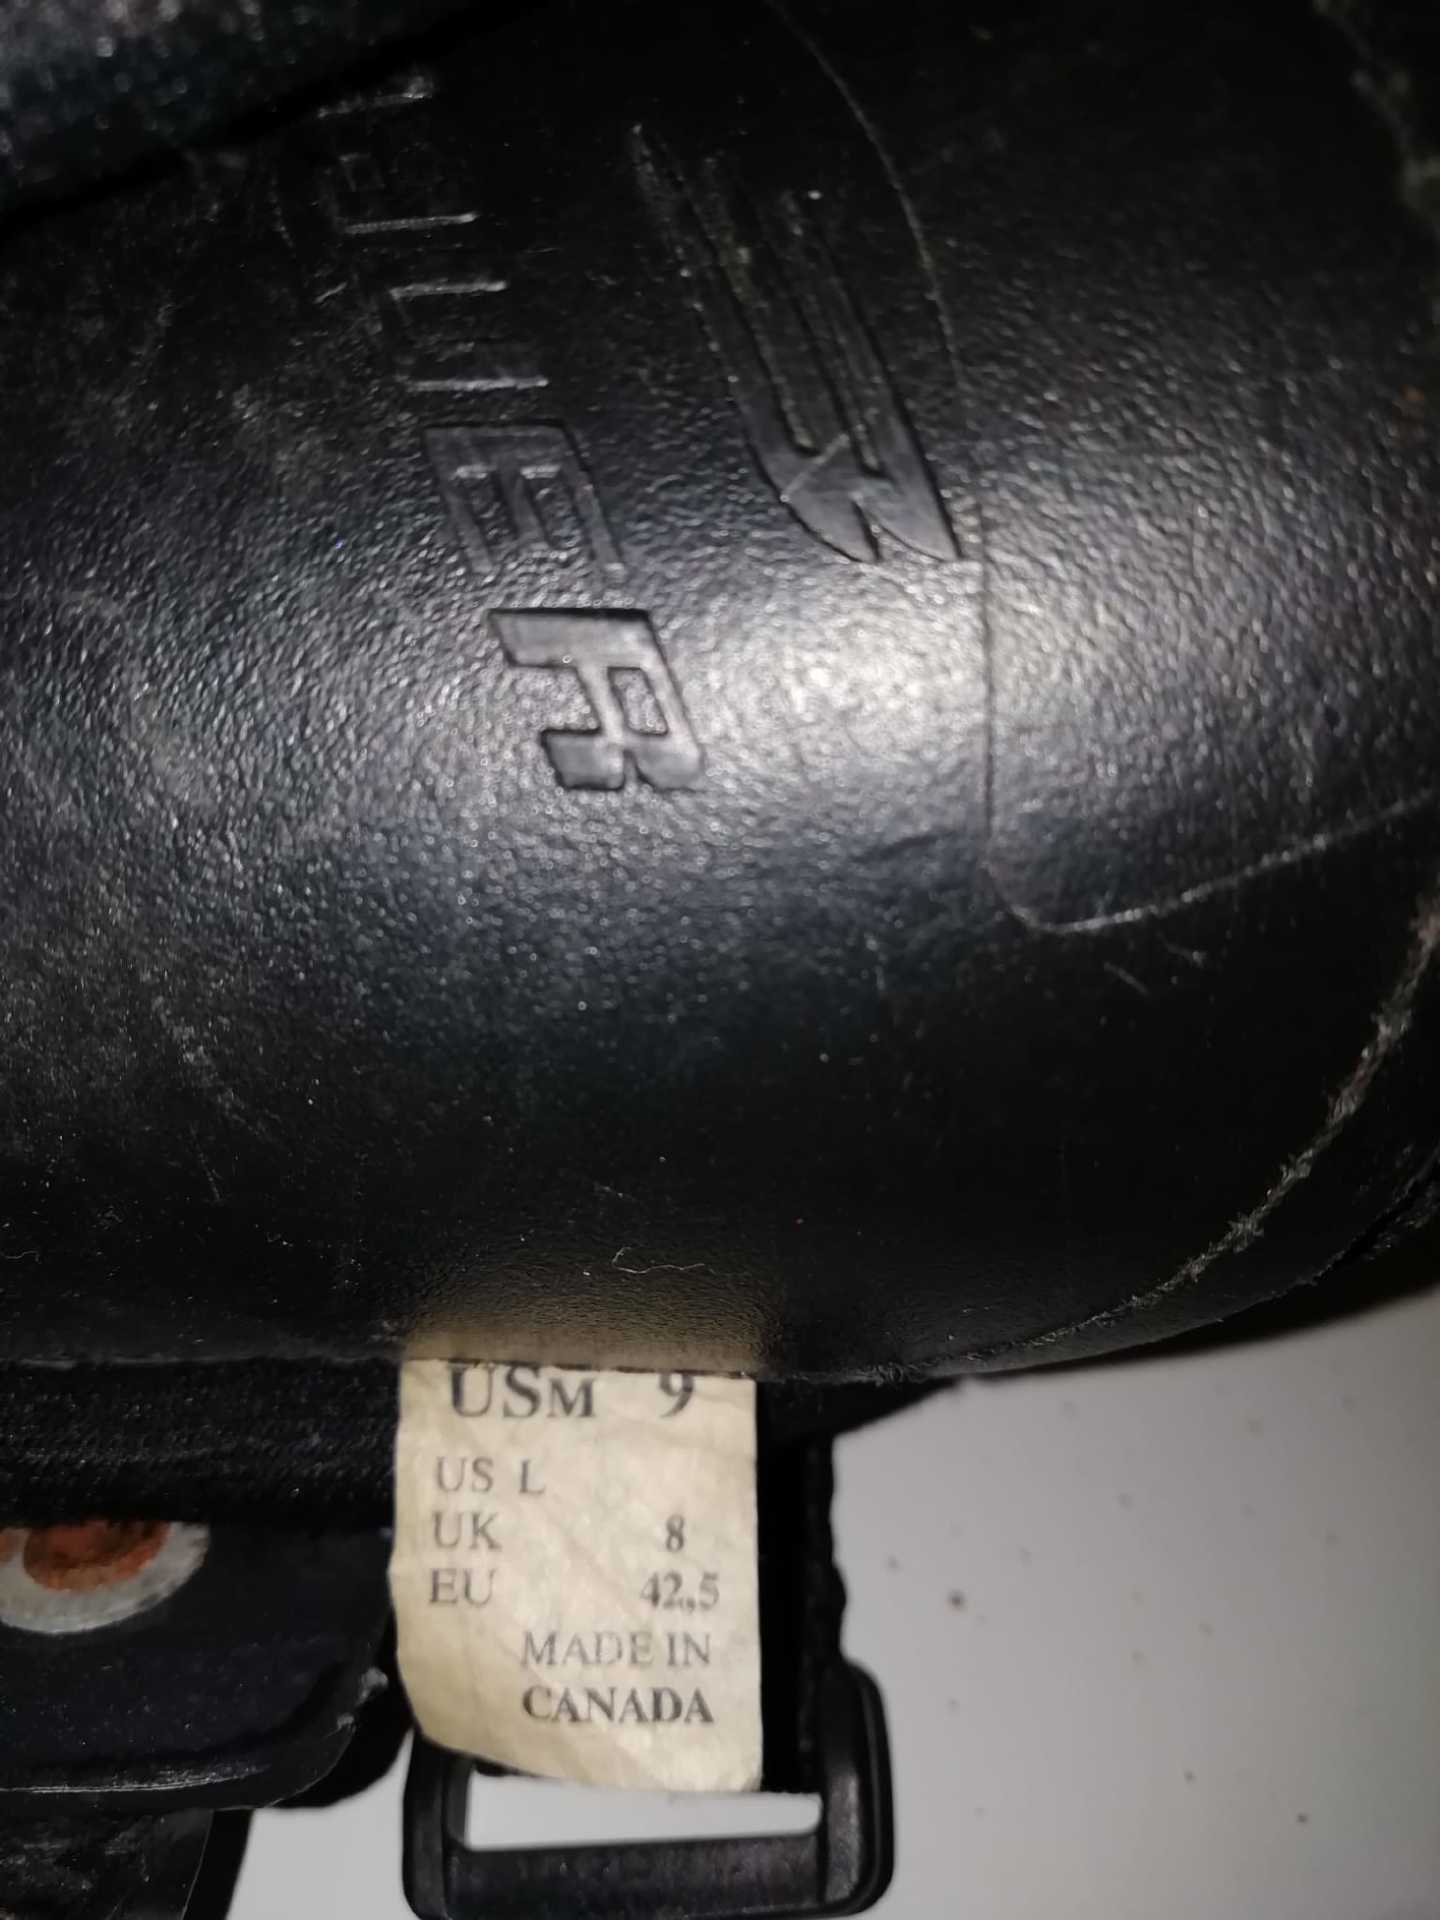 USM 9
US L
UK 8
EU 42,5
MADE IN
CANADA